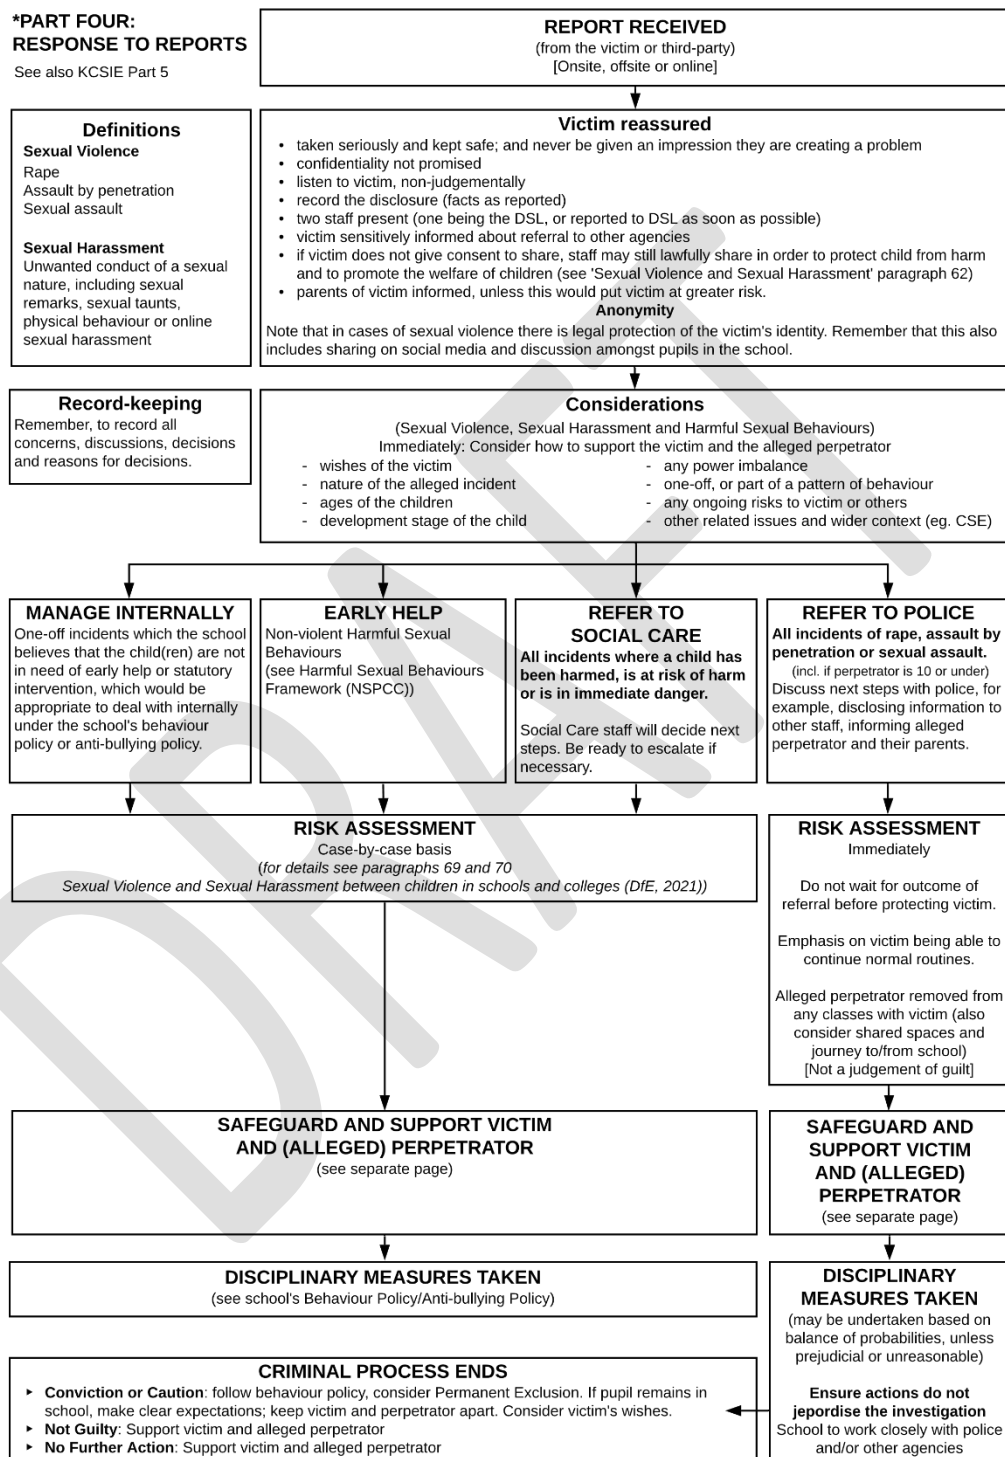 *PART FOUR:
RESPONSE TO REPORTS
See also KCSIE Part 5
REPORT RECEIVED
(from the victim or third-party)
[Onsite, offsite or online]
Definitions
Sexual Violence
Rape
Assault by penetration
Sexual assault
Sexual Harassment
Unwanted conduct of a sexual
nature, including sexual
remarks, sexual taunts,
physical behaviour or online
sexual harassment
Victim reassured
• taken seriously and kept safe; and never be given an impression they are creating a problem
• confidentiality not promised
• listen to victim, non-judgementally
• record the disclosure (facts as reported)
• two staff present (one being the DSL, or reported to DSL as soon as possible)
• victim sensitively informed about referral to other agencies
• if victim does not give consent to share, staff may still lawfully share in order to protect child from harm
and to promote the welfare of children (see 'Sexual Violence and Sexual Harassment' paragraph 62)
• parents of victim informed, unless this would put victim at greater risk.
Anonymity
Note that in cases of sexual violence there is legal protection of the victim's identity. Remember that this also
includes sharing on social media and discussion amongst pupils in the school.
Record-keeping
Remember, to record all
concerns, discussions, decisions
and reasons for decisions.
Considerations
(Sexual Violence, Sexual Harassment and Harmful Sexual Behaviours)
Immediately: Consider how to support the victim and the alleged perpetrator
- wishes of the victim
- nature of the alleged incident
- ages of the children
- development stage of the child
- any power imbalance
- one-off, or part of a pattern of behaviour
- any ongoing risks to victim or others
- other related issues and wider context (eg. CSE)
MANAGE INTERNALLY
One-off incidents which the school
believes that the child(ren) are not
in need of early help or statutory
intervention, which would be
appropriate to deal with internally
under the school's behaviour
policy or anti-bullying policy.
EARLY HELP
Non-violent Harmful Sexual
Behaviours
(see Harmful Sexual Behaviours
Framework (NSPCC))
REFER TO
SOCIAL CARE
All incidents where a child has
been harmed, is at risk of harm
or is in immediate danger.
Social Care staff will decide next
steps. Be ready to escalate if
necessary.
REFER TO POLICE
All incidents of rape, assault by
penetration or sexual assault.
(incl. if perpetrator is 10 or under)
Discuss next steps with police, for
example, disclosing information to
other staff, informing alleged
perpetrator and their parents.
RISK ASSESSMENT
Case-by-case basis
(for details see paragraphs 69 and 70
Sexual Violence and Sexual Harassment between children in schools and colleges (DfE, 2021))
RISK ASSESSMENT
Immediately
Do not wait for outcome of
referral before protecting victim.
Emphasis on victim being able to
continue normal routines.
Alleged perpetrator removed from
any classes with victim (also
consider shared spaces and
journey to/from school)
[Not a judgement of guilt]
SAFEGUARD AND SUPPORT VICTIM
AND (ALLEGED) PERPETRATOR
(see separate page)
SAFEGUARD AND
SUPPORT VICTIM
AND (ALLEGED)
PERPETRATOR
(see separate page)
DISCIPLINARY MEASURES TAKEN
(see school's Behaviour Policy/Anti-bullying Policy)
DISCIPLINARY
MEASURES TAKEN
(may be undertaken based on
balance of probabilities, unless
prejudicial or unreasonable)
Ensure actions do not
jepordise the investigation
School to work closely with police
and/or other agencies
CRIMINAL PROCESS ENDS
▸ Conviction or Caution: follow behaviour policy, consider Permanent Exclusion. If pupil remains in
school, make clear expectations; keep victim and perpetrator apart. Consider victim's wishes.
▸ Not Guilty: Support victim and alleged perpetrator
▸ No Further Action: Support victim and alleged perpetrator
DRAFT